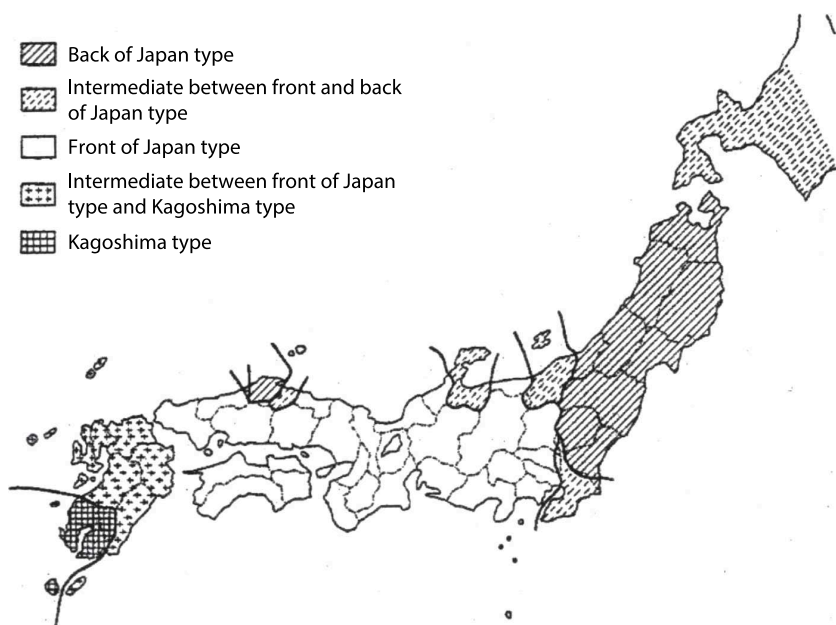 Back of Japan type
Intermediate between front and back
of Japan type
Front of Japan type
Intermediate between front of Japan
type and Kagoshima type
Kagoshima type